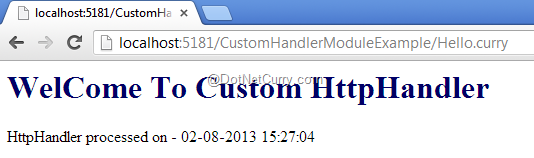 localhost:5181/CustomHa
localhost:5181/CustomHandlerModuleExample/Hello.curry
WelCome To Custom HttpHandler
@DotNetCurry.com
HttpHandler processed on - 02-08-2013 15:27:04